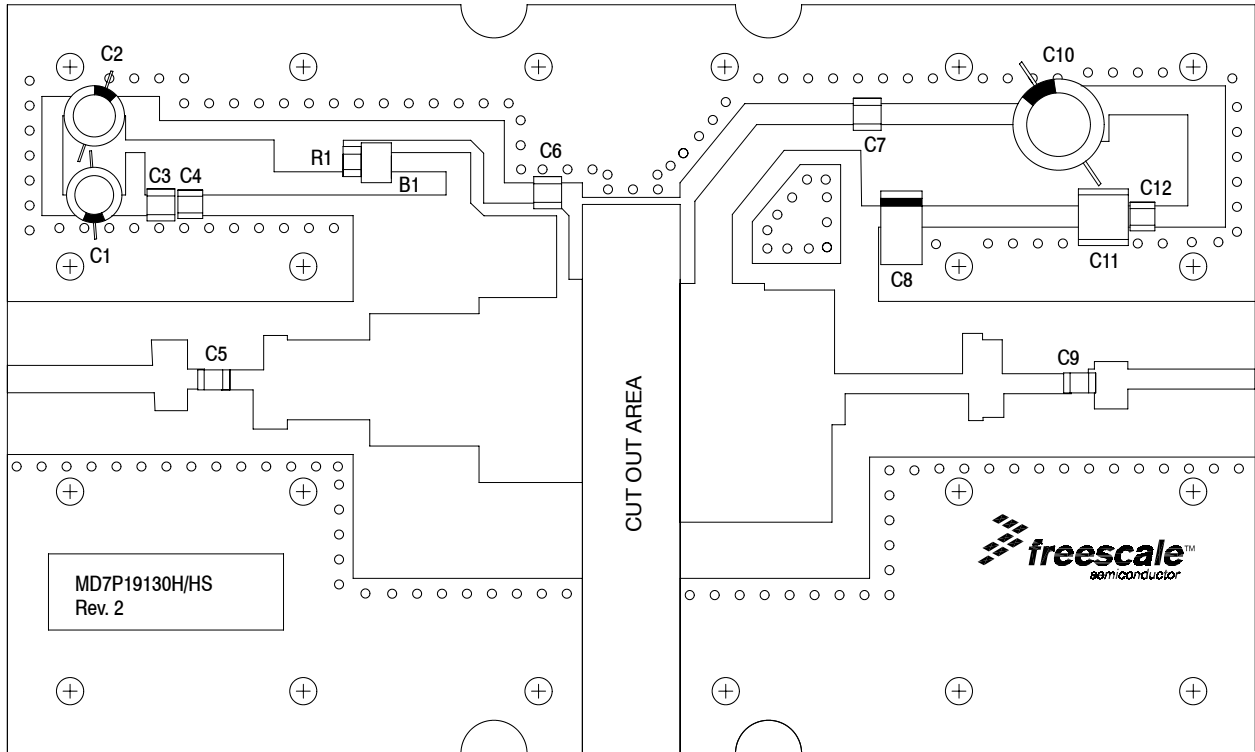 C2
C10
R1
C6
C7
B1
C3 C4
C12
C1
C8
C11
C5
C9
CUT OUT AREA
freescale™
semiconductor
MD7P19130H/HS
Rev. 2